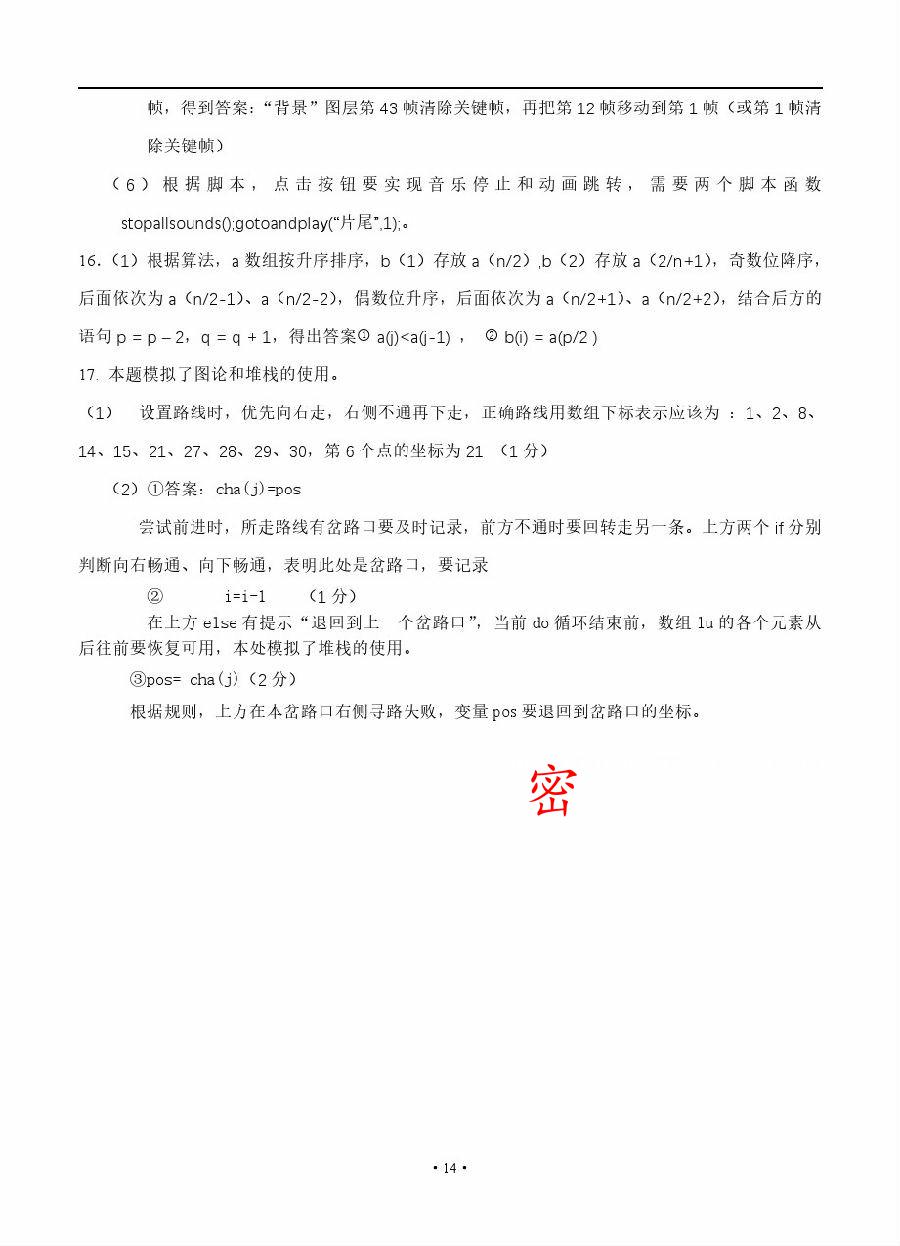 帧，得到答案：“背景”图层第 43 帧清除关键帧，再把第 12 帧移动到第 1 帧（或第 1 帧清
除关键帧）
（6）根据脚本，点击按钮要实现音乐停止和动画跳转，需要两个脚本函数
stopallsounds();gotoandplay(“片尾”,1);。
16.（1）根据算法，a 数组按升序排序，b（1）存放 a（n/2）,b（2）存放 a（2/n+1），奇数位降序，
后面依次为 a（n/2-1）、a（n/2-2），偶数位升序，后面依次为 a（n/2+1）、a（n/2+2），结合后方的
语句 p = p – 2，q = q + 1，得出答案① a(j)<a(j-1) ， ② b(i) = a(p/2 )
17. 本题模拟了图论和堆栈的使用。
（1） 设置路线时，优先向右走，右侧不通再下走，正确路线用数组下标表示应该为 ：1、2、8、
14、15、21、27、28、29、30，第 6 个点的坐标为 21 （1 分）
（2）①答案：cha(j)=pos
尝试前进时，所走路线有岔路口要及时记录，前方不通时要回转走另一条。上方两个 if 分别
判断向右畅通、向下畅通，表明此处是岔路口，要记录
② i=i-1 （1 分）
在上方 else 有提示“退回到上 个岔路口”，当前 do 循环结束前，数组 lu 的各个元素从
后往前要恢复可用，本处模拟了堆栈的使用。
③pos= cha(j)（2 分）
根据规则，上方在本岔路口右侧寻路失败，变量 pos 要退回到岔路口的坐标。
密
·14·